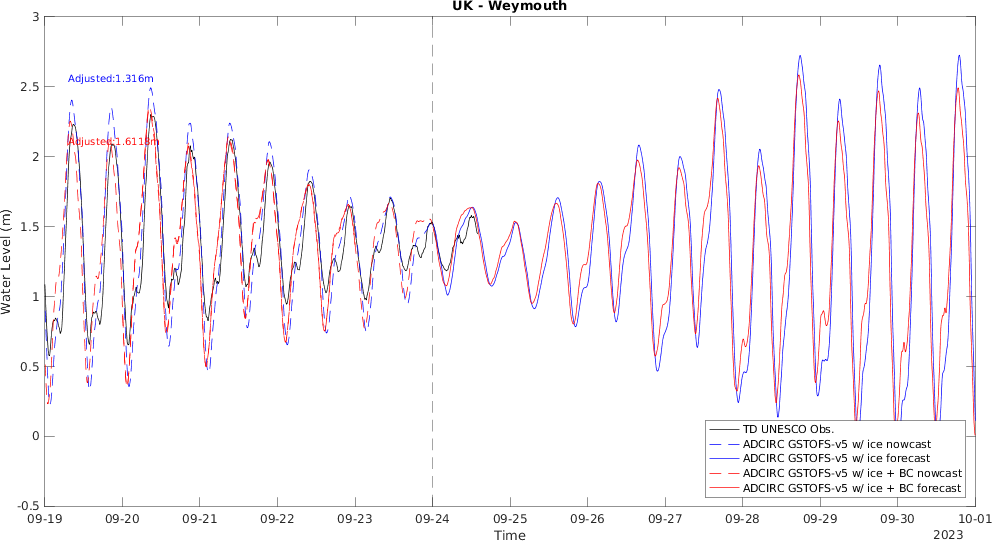 UK - Weymouth
3
2.5
2
1.5
1
0.5
0
-0.5
Water Level (m)
Adjusted:1.316m
Adjusted:1.6118m
TD UNESCO Obs.
ADCIRC GSTOFS-v5 w/ ice nowcast
ADCIRC GSTOFS-v5 w/ ice forecast
ADCIRC GSTOFS-v5 w/ ice + BC nowcast
ADCIRC GSTOFS-v5 w/ ice + BC forecast
09-19 09-20 09-21 09-22 09-23 09-24 09-25 09-26 09-27 09-28 09-29 09-30 10-01
Time
2023